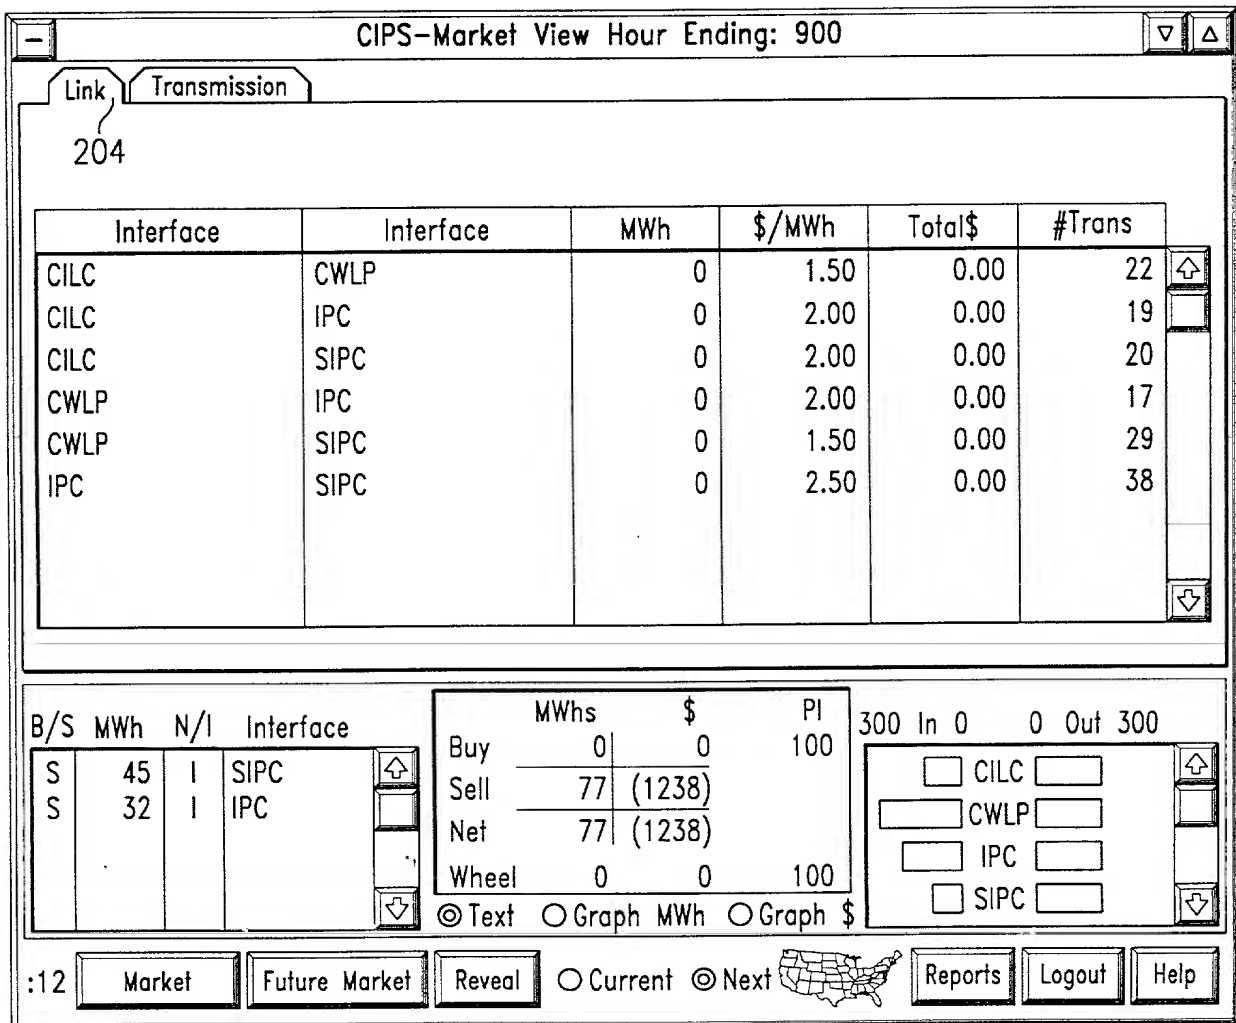 CIPS-Market View Hour Ending: 900
Link Transmission
204
Interface Interface MWh $/MWh Total$ #Trans
CILC CWLP 0 1.50 0.00 22
CILC IPC 0 2.00 0.00 19
CILC SIPC 0 2.00 0.00 20
CWLP IPC 0 2.00 0.00 17
CWLP SIPC 0 1.50 0.00 29
IPC SIPC 0 2.50 0.00 38
B/S MWh N/I Interface
S 45 I SIPC
S 32 I IPC
MWhs $ PI
Buy 0 0 100
Sell 77 (1238)
Net 77 (1238)
Wheel 0 0 100
Text Graph MWh Graph $
300 In 0 0 Out 300
CILC
CWLP
IPC
SIPC
:12 Market Future Market Reveal Current Next Reports Logout Help